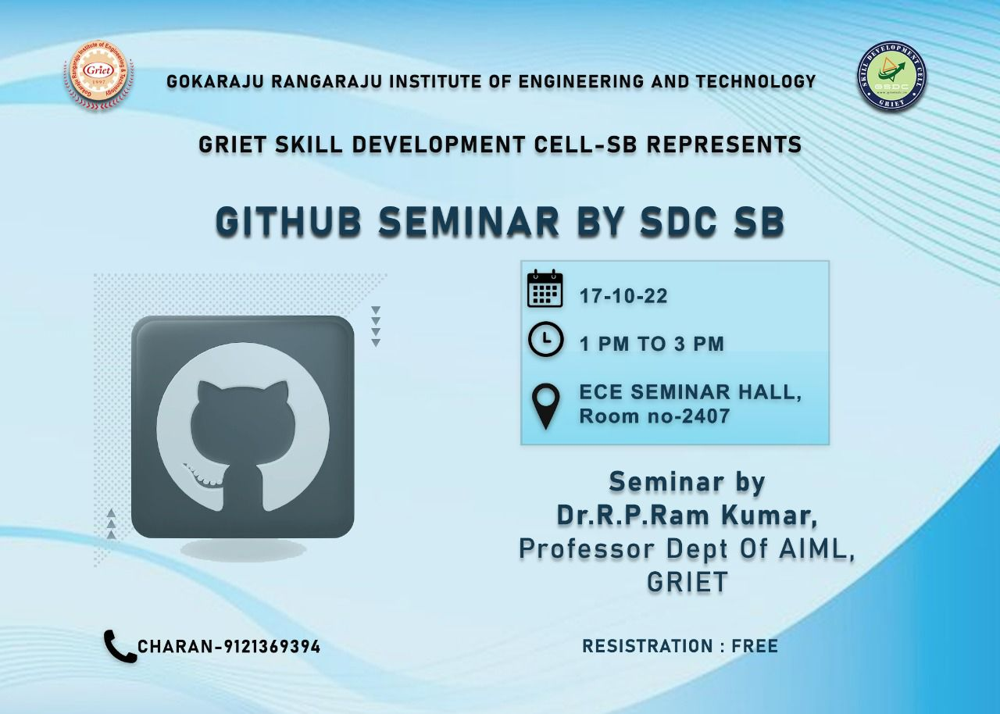 Gokaraju Rangaraju Institute of Engineering & Technology
Griet
1997
GOKARAJU RANGARAJU INSTITUTE OF ENGINEERING AND TECHNOLOGY
SKILL DEVELOPMENT CELL
GSDC
GRIET
GRIET SKILL DEVELOPMENT CELL-SB REPRESENTS
GITHUB SEMINAR BY SDC SB
17-10-22
1 PM TO 3 PM
ECE SEMINAR HALL,
Room no-2407
Seminar by
Dr.R.P.Ram Kumar,
Professor Dept Of AIML,
GRIET
CHARAN-9121369394
RESISTRATION : FREE